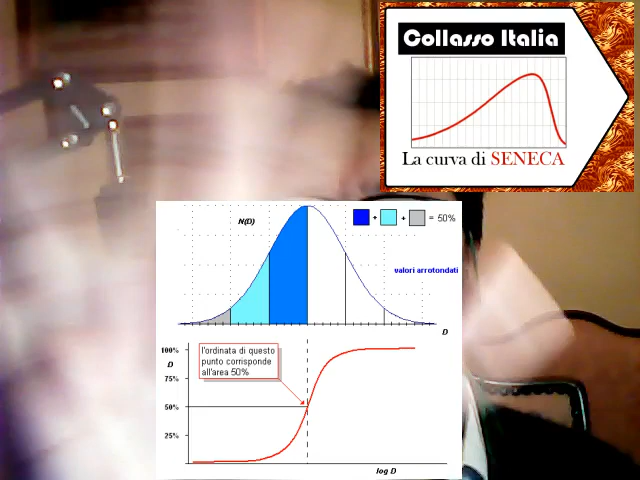 Collasso Italia
La curva di SENECA
N(D)
+ + = 50%
valori arrotondati
D
100%
D
75%
50%
25%
l'ordinata di questo
punto corrisponde
all'area 50%
log D